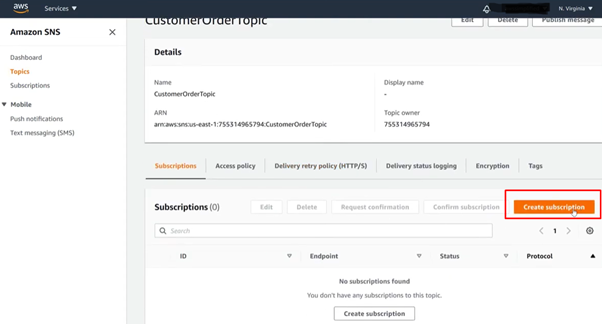 aws Services N. Virginia
Amazon SNS
Dashboard
Topics
Subscriptions
Mobile
Push notifications
Text messaging (SMS)
CustomerOrderTopic Edit Delete Publish message
Details
Name Display name
CustomerOrderTopic -
ARN Topic owner
arn:aws:sns:us-east-1:755314965794:CustomerOrderTopic 755314965794
Subscriptions Access policy Delivery retry policy (HTTP/S) Delivery status logging Encryption Tags
Subscriptions (0) Edit Delete Request confirmation Confirm subscription Create subscription
Search 1
ID Endpoint Status Protocol
No subscriptions found
You don't have any subscriptions to this topic.
Create subscription